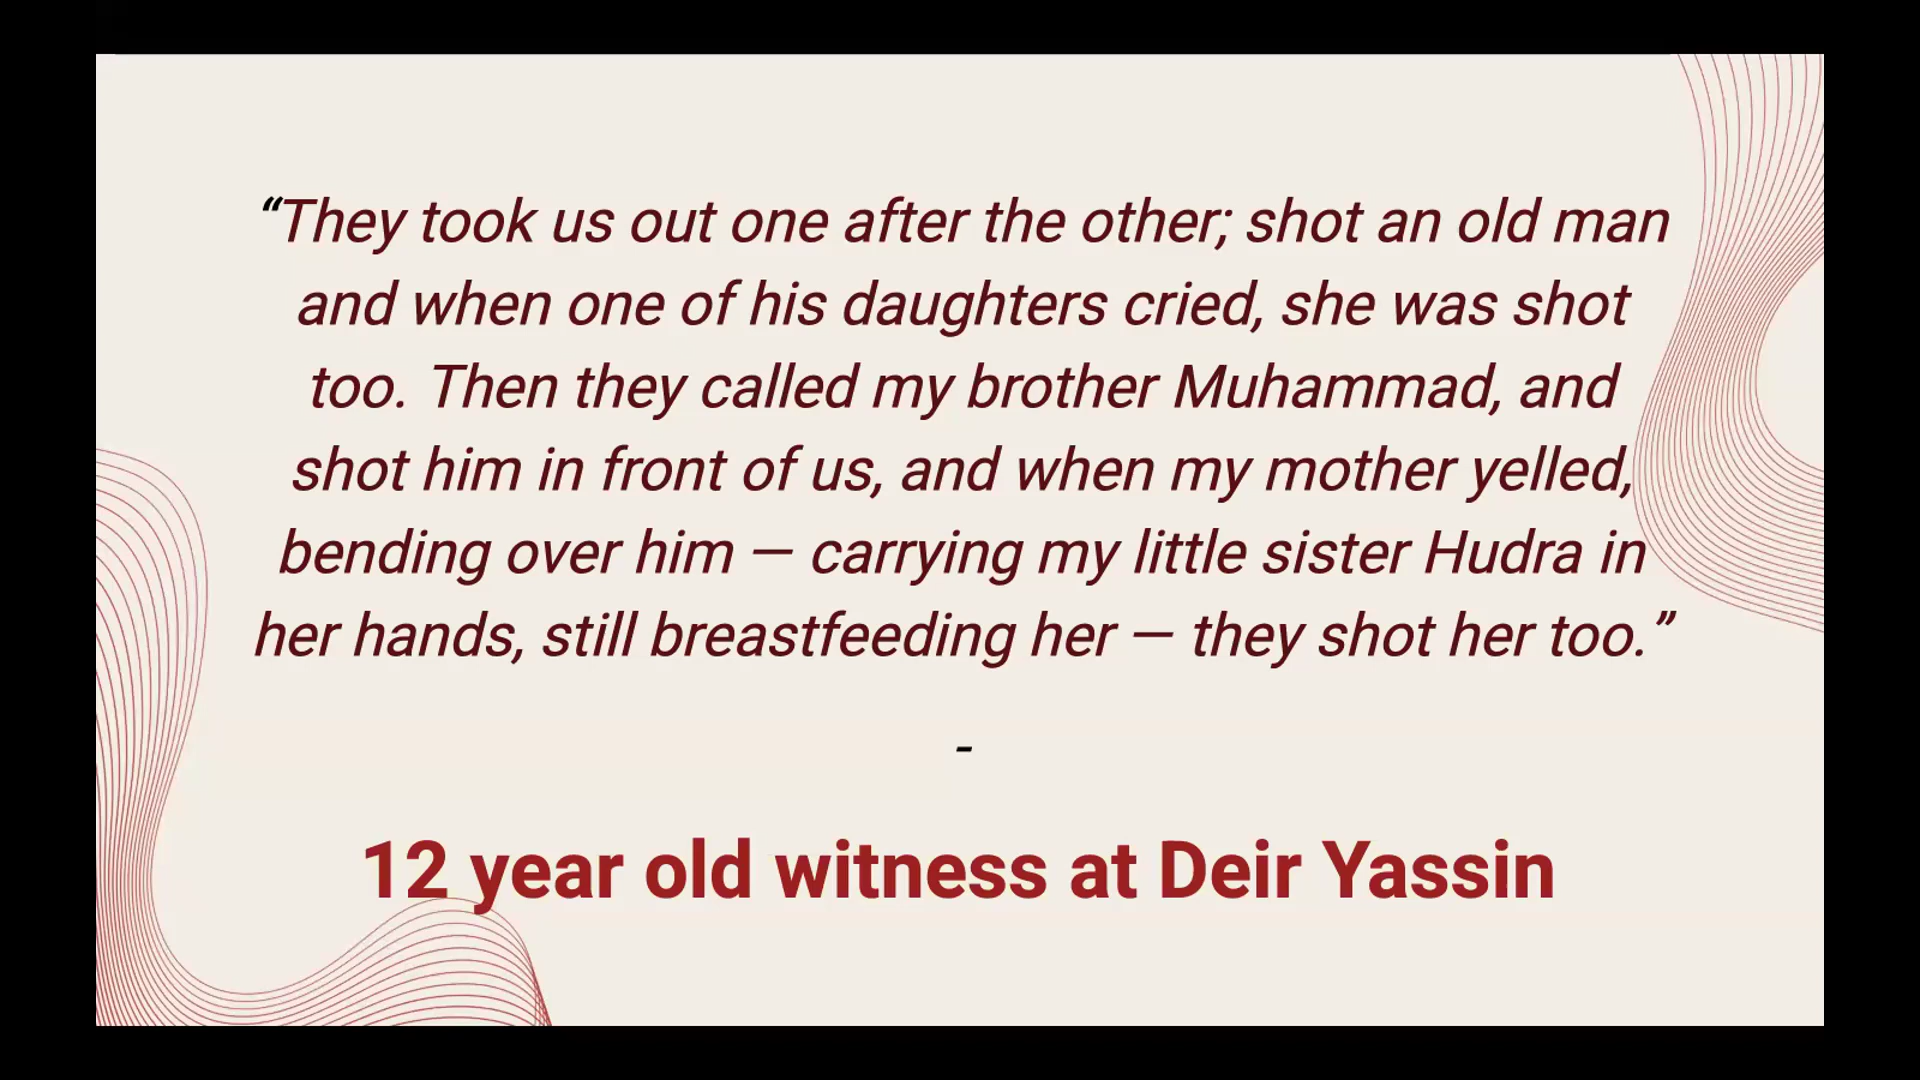 “They took us out one after the other; shot an old man
and when one of his daughters cried, she was shot
too. Then they called my brother Muhammad, and
shot him in front of us, and when my mother yelled,
bending over him — carrying my little sister Hudra in
her hands, still breastfeeding her — they shot her too.”
-
12 year old witness at Deir Yassin